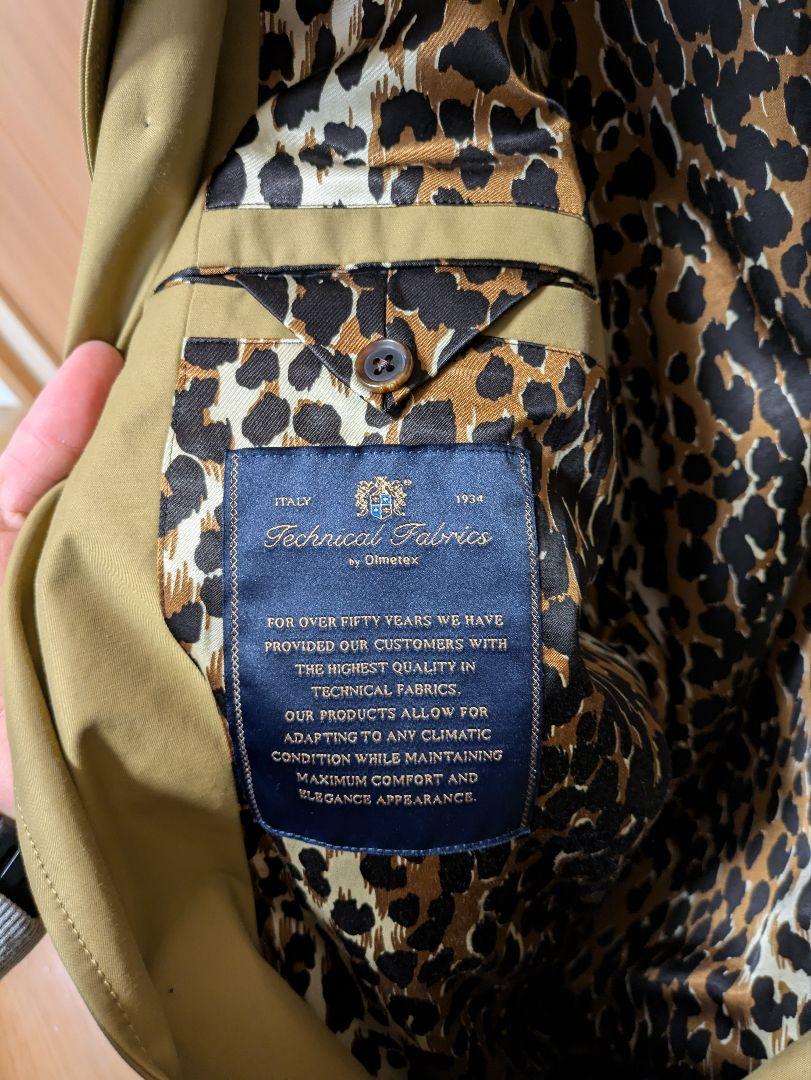 ITALY 1934
Technical Fabrics
by Olmetex
FOR OVER FIFTY YEARS WE HAVE
PROVIDED OUR CUSTOMERS WITH
THE HIGHEST QUALITY IN
TECHNICAL FABRICS.
OUR PRODUCTS ALLOW FOR
ADAPTING TO ANY CLIMATIC
CONDITION WHILE MAINTAINING
MAXIMUM COMFORT AND
ELEGANCE APPEARANCE.